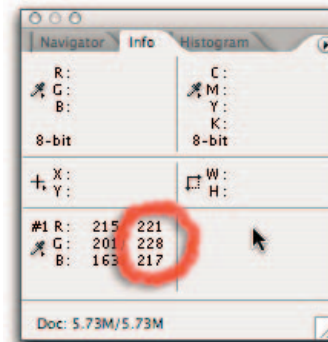 Navigator Info Histogram
R: C:
G: M:
B: Y:
K:
8-bit 8-bit
X: W:
Y: H:
#1 R: 215 221
G: 201 228
B: 163 217
Doc: 5.73M/5.73M